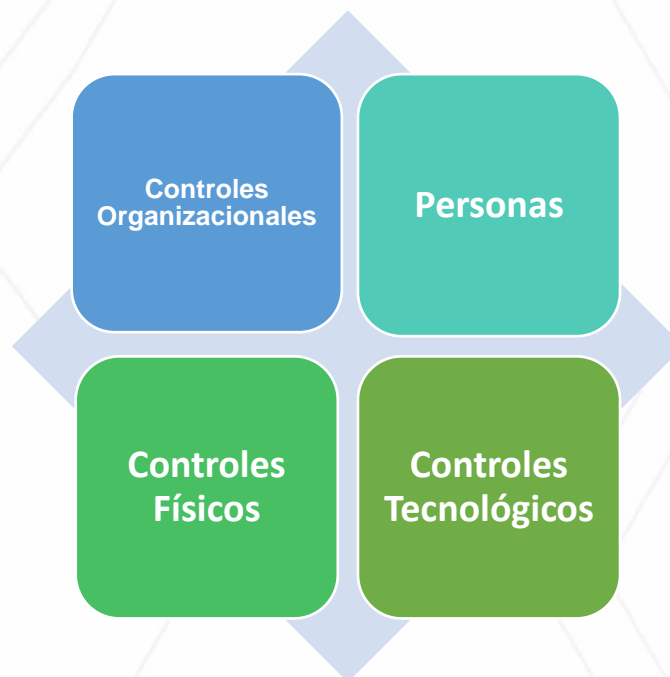 Controles
Organizacionales
Personas
Controles
Físicos
Controles
Tecnológicos